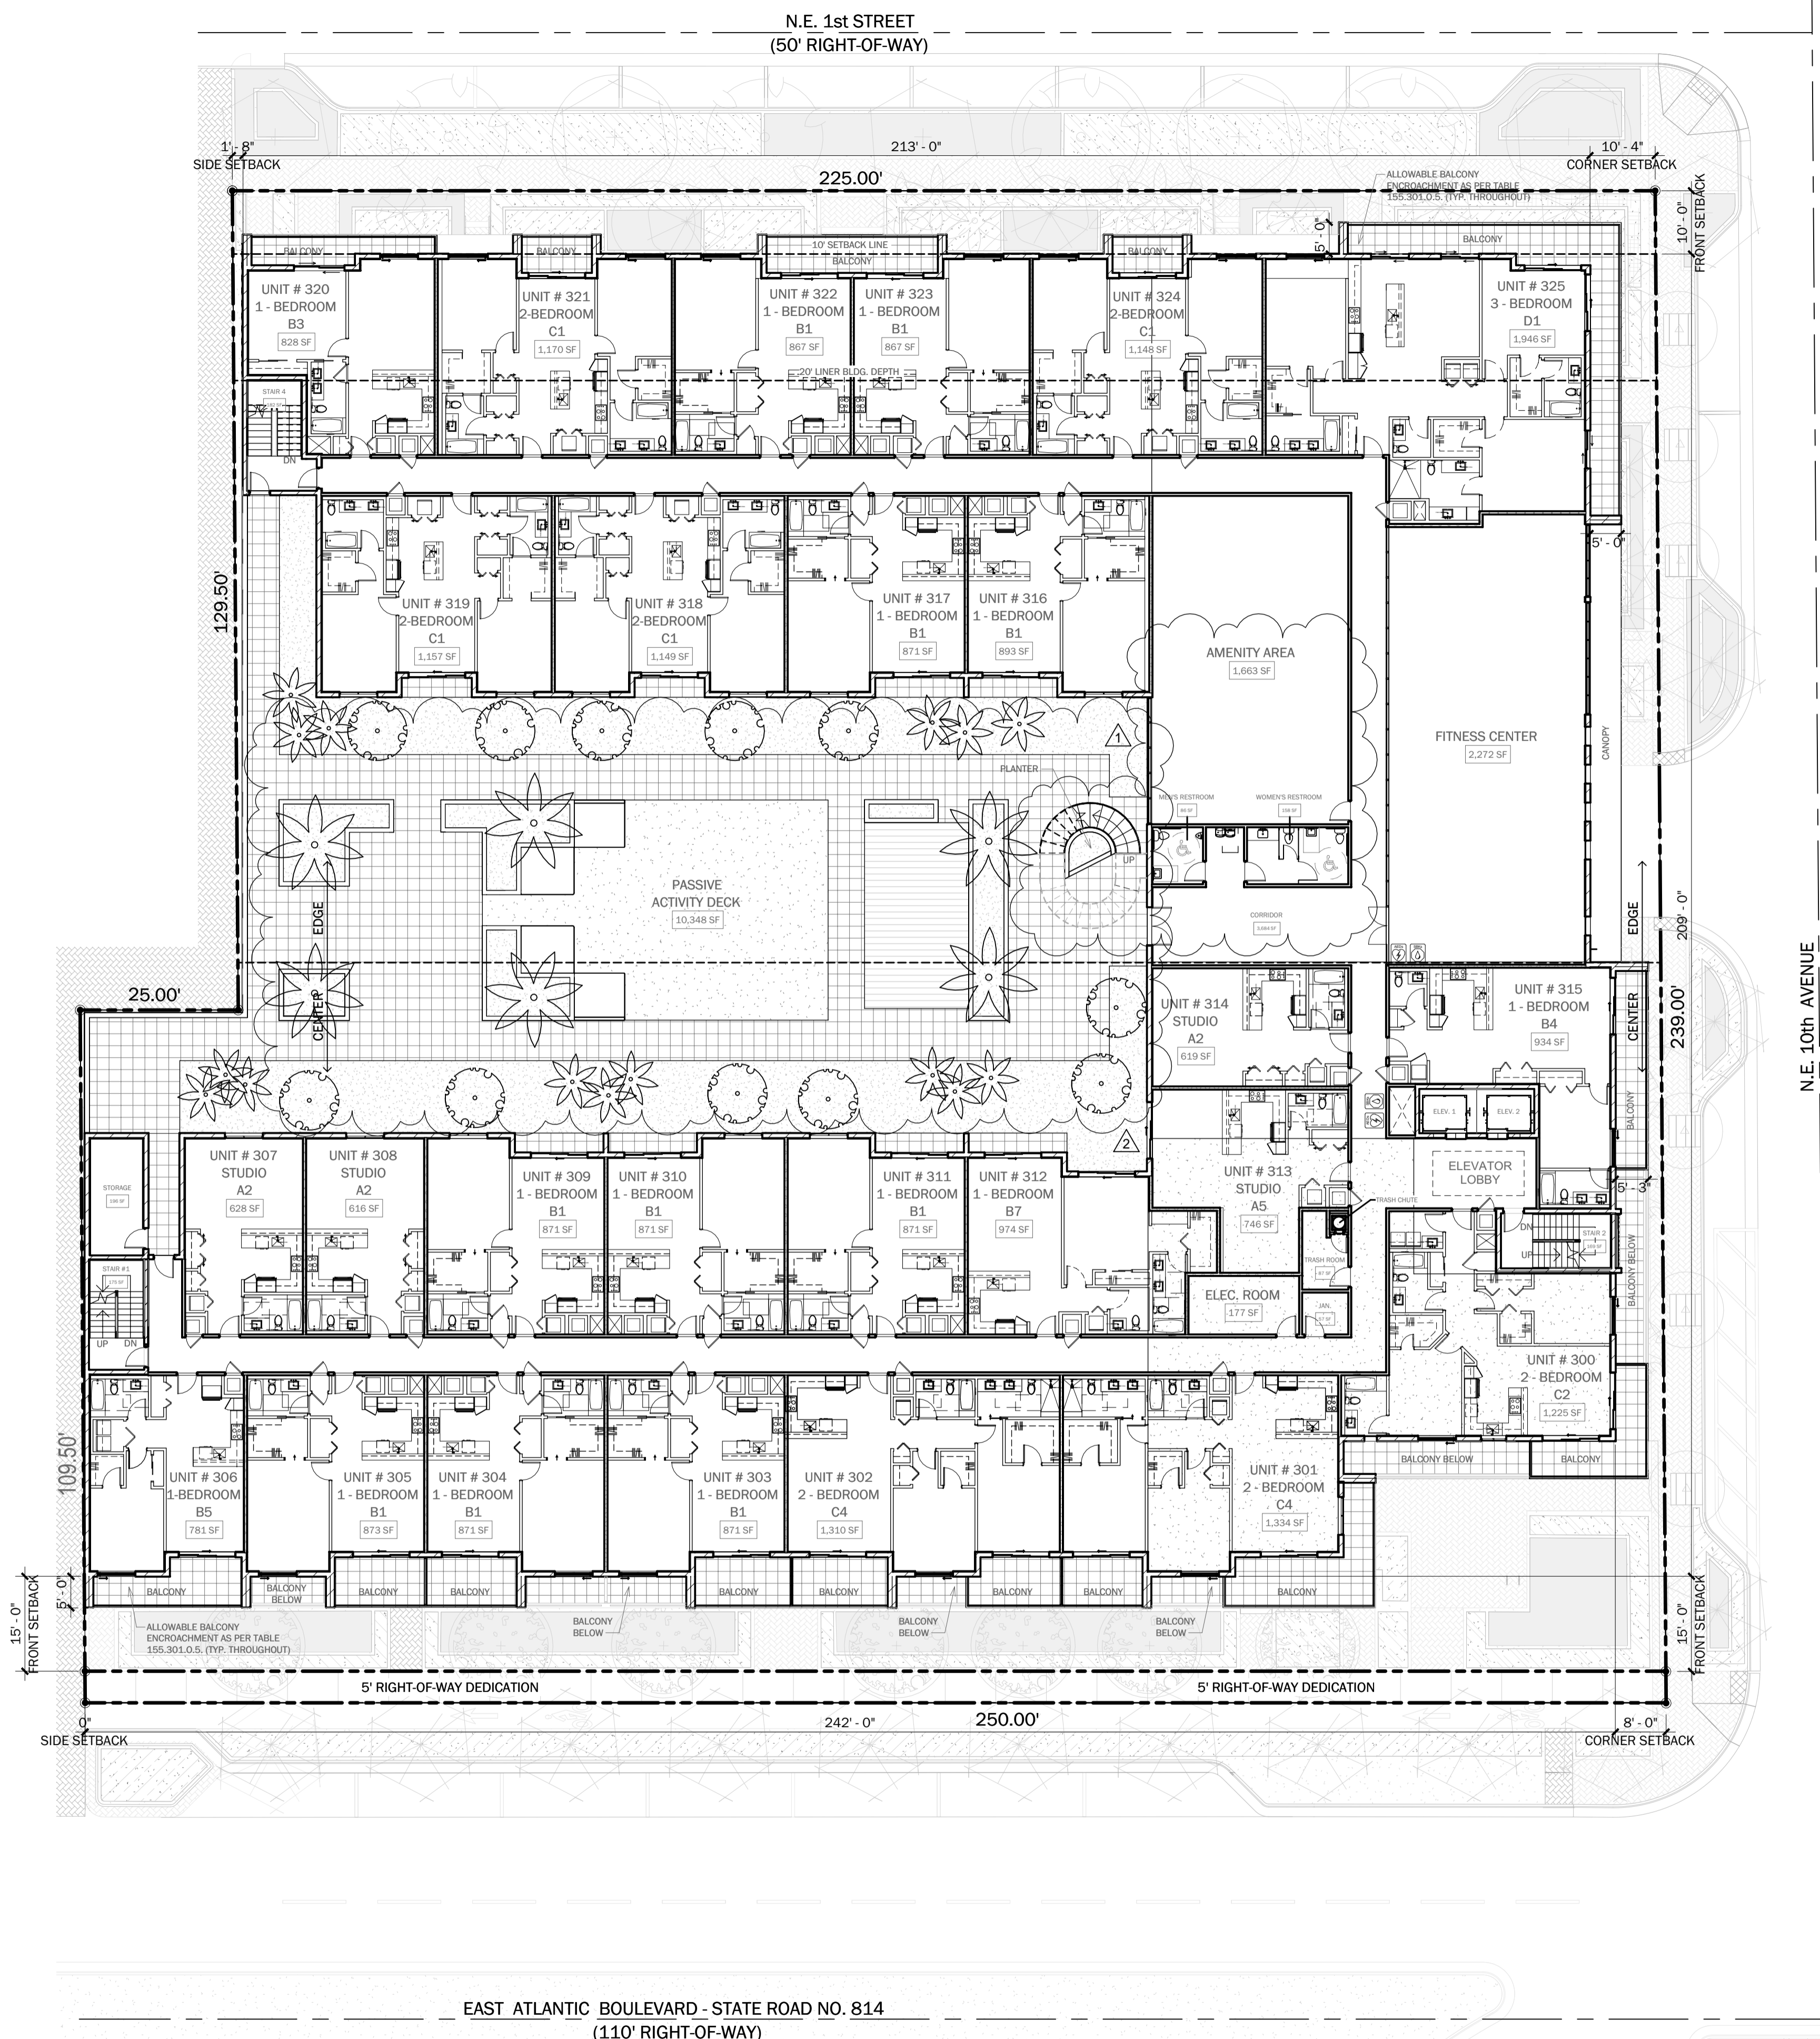 N.E. 1st STREET
(50' RIGHT-OF-WAY)
1' - 8"
SIDE SETBACK
213' - 0"
10' - 4"
CORNER SETBACK
225.00'
ALLOWABLE BALCONY
ENCROACHMENT AS PER TABLE
155.301.0.5. (TYP. THROUGHOUT)
10' - 0"
FRONT SETBACK
BALCONY
BALCONY
10' SETBACK LINE
BALCONY
BALCONY
5' - 0"
BALCONY
UNIT # 320
1 - BEDROOM
B3
828 SF
UNIT # 321
2-BEDROOM
C1
1,170 SF
UNIT # 322
1 - BEDROOM
B1
867 SF
UNIT # 323
1 - BEDROOM
B1
867 SF
UNIT # 324
2-BEDROOM
C1
1,148 SF
UNIT # 325
3 - BEDROOM
D1
1,946 SF
20' LINER BLDG. DEPTH
STAIR 4
DN
5' - 0"
129.50'
UNIT # 319
2-BEDROOM
C1
1,157 SF
UNIT # 318
2-BEDROOM
C1
1,149 SF
UNIT # 317
1 - BEDROOM
B1
871 SF
UNIT # 316
1 - BEDROOM
B1
893 SF
AMENITY AREA
1,663 SF
FITNESS CENTER
2,272 SF
CANOPY
1
PLANTER
MEN'S RESTROOM
WOMEN'S RESTROOM
UP
PASSIVE
ACTIVITY DECK
10,348 SF
CORRIDOR
EDGE
CENTER
EDGE
CENTER
209' - 0"
239.00'
N.E. 10th AVENUE
25.00'
UNIT # 314
STUDIO
A2
619 SF
UNIT # 315
1 - BEDROOM
B4
934 SF
ELEV. 1
ELEV. 2
BALCONY
2
ELEVATOR
LOBBY
5' - 3"
STORAGE
UNIT # 307
STUDIO
A2
628 SF
UNIT # 308
STUDIO
A2
616 SF
UNIT # 309
1 - BEDROOM
B1
871 SF
UNIT # 310
1 - BEDROOM
B1
871 SF
UNIT # 311
1 - BEDROOM
B1
871 SF
UNIT # 312
1 - BEDROOM
B7
974 SF
UNIT # 313
STUDIO
A5
746 SF
TRASH CHUTE
TRASH ROOM
DN
UP
STAIR 2
BALCONY BELOW
STAIR #1
175 SF
UP
DN
ELEC. ROOM
177 SF
JAN.
UNIT # 300
2 - BEDROOM
C2
1,225 SF
BALCONY BELOW
BALCONY
109.50'
UNIT # 306
1-BEDROOM
B5
781 SF
UNIT # 305
1 - BEDROOM
B1
873 SF
UNIT # 304
1 - BEDROOM
B1
871 SF
UNIT # 303
1 - BEDROOM
B1
871 SF
UNIT # 302
2 - BEDROOM
C4
1,310 SF
UNIT # 301
2 - BEDROOM
C4
1,334 SF
BALCONY
BALCONY
BELOW
BALCONY
BALCONY
BALCONY
BALCONY
BALCONY
BALCONY
BALCONY
5' - 0"
15' - 0"
FRONT SETBACK
ALLOWABLE BALCONY
ENCROACHMENT AS PER TABLE
155.301.0.5. (TYP. THROUGHOUT)
BALCONY
BELOW
BALCONY
BELOW
BALCONY
BELOW
15' - 0"
FRONT SETBACK
5' RIGHT-OF-WAY DEDICATION
5' RIGHT-OF-WAY DEDICATION
0"
SIDE SETBACK
242' - 0"
250.00'
8' - 0"
CORNER SETBACK
EAST ATLANTIC BOULEVARD - STATE ROAD NO. 814
(110' RIGHT-OF-WAY)